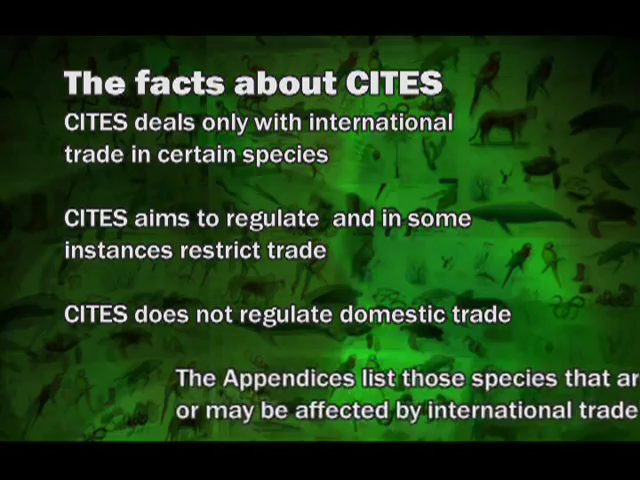 The facts about CITES
CITES deals only with international
trade in certain species
CITES aims to regulate  and in some
instances restrict trade
CITES does not regulate domestic trade
The Appendices list those species that ar
or may be affected by international trade